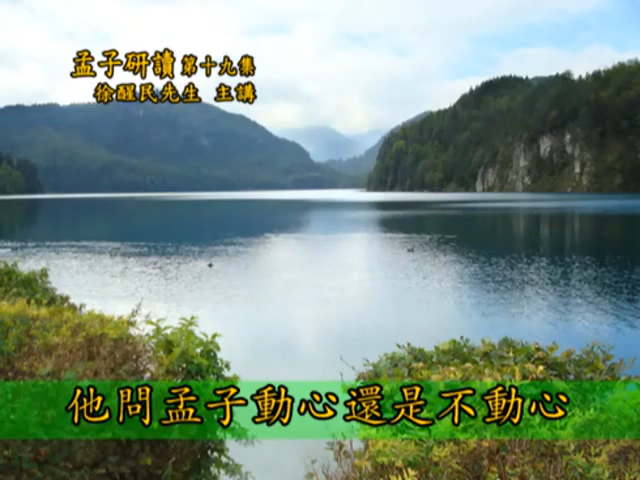 孟子研讀 第十九集
徐醒民先生 主講
他問孟子動心還是不動心